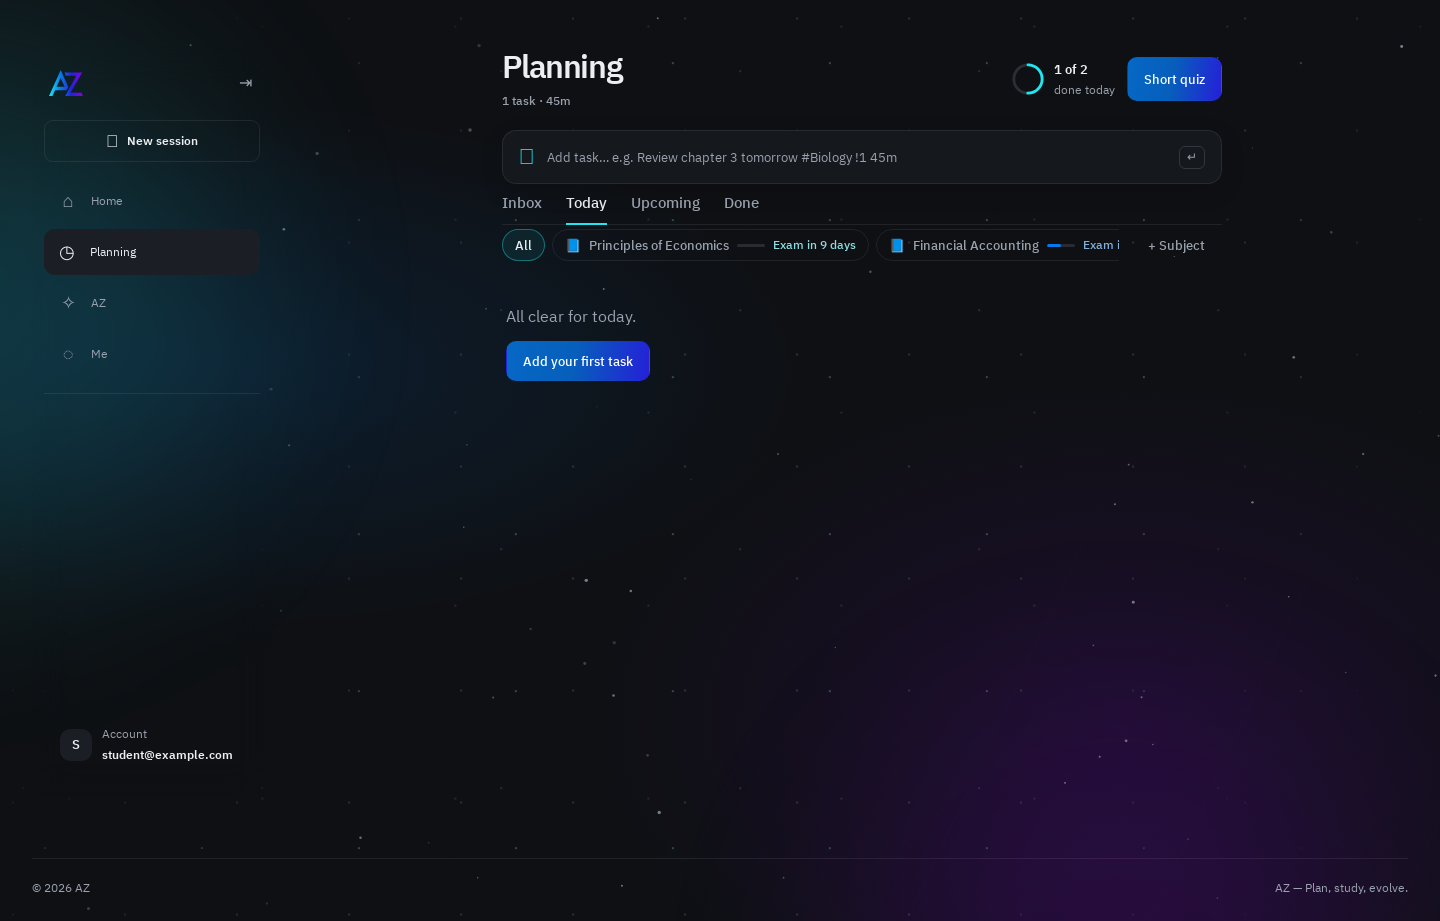 AZ
New session
Home
Planning
AZ
Me
Account
S
student@example.com
Planning
1 task · 45m
1 of 2
done today
Short quiz
Add task... e.g. Review chapter 3 tomorrow #Biology !1 45m
↵
Inbox Today Upcoming Done
All Principles of Economics Exam in 9 days Financial Accounting Exam i + Subject
All clear for today.
Add your first task
© 2026 AZ
AZ — Plan, study, evolve.